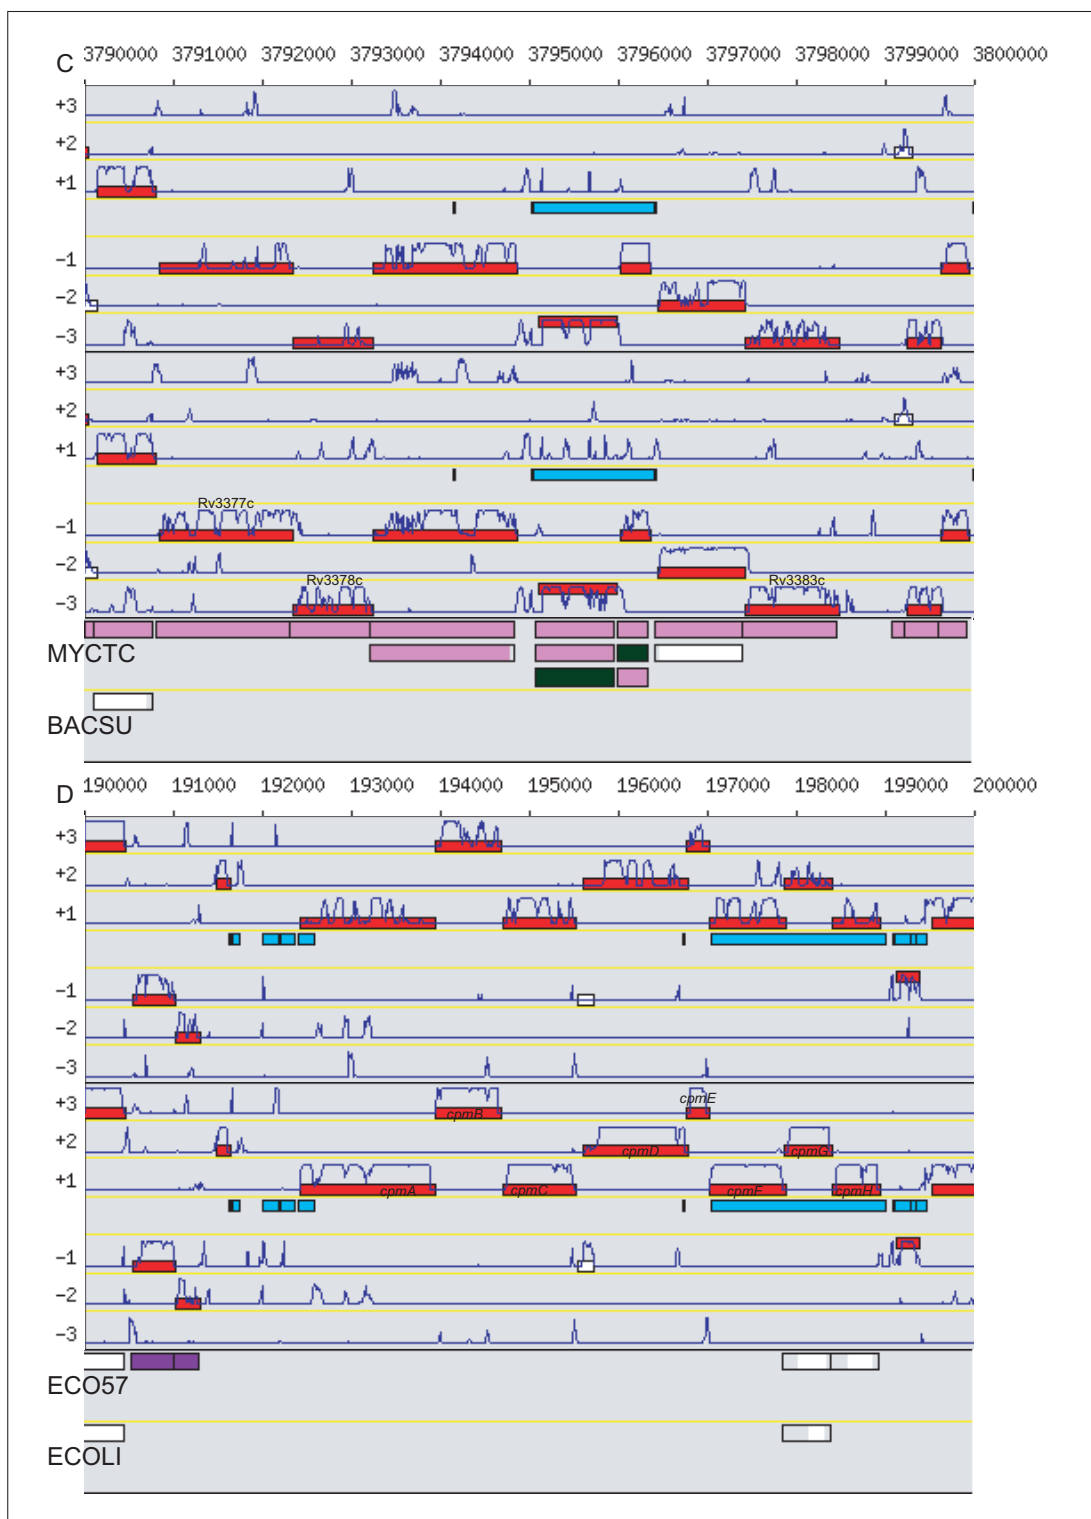 C
3790000 3791000 3792000 3793000 3794000 3795000 3796000 3797000 3798000 3799000 3800000
+3
+2
+1
−1
−2
−3
+3
+2
+1
Rv3377c
−1
−2
Rv3378c Rv3383c
−3
MYCTC
BACSU
D
190000 191000 192000 193000 194000 195000 196000 197000 198000 199000 200000
+3
+2
+1
−1
−2
−3
cpmE
+3
cpmB
+2
cpmD cpmG
+1
cpmA cpmC cpmF cpmH
−1
−2
−3
ECO57
ECOLI